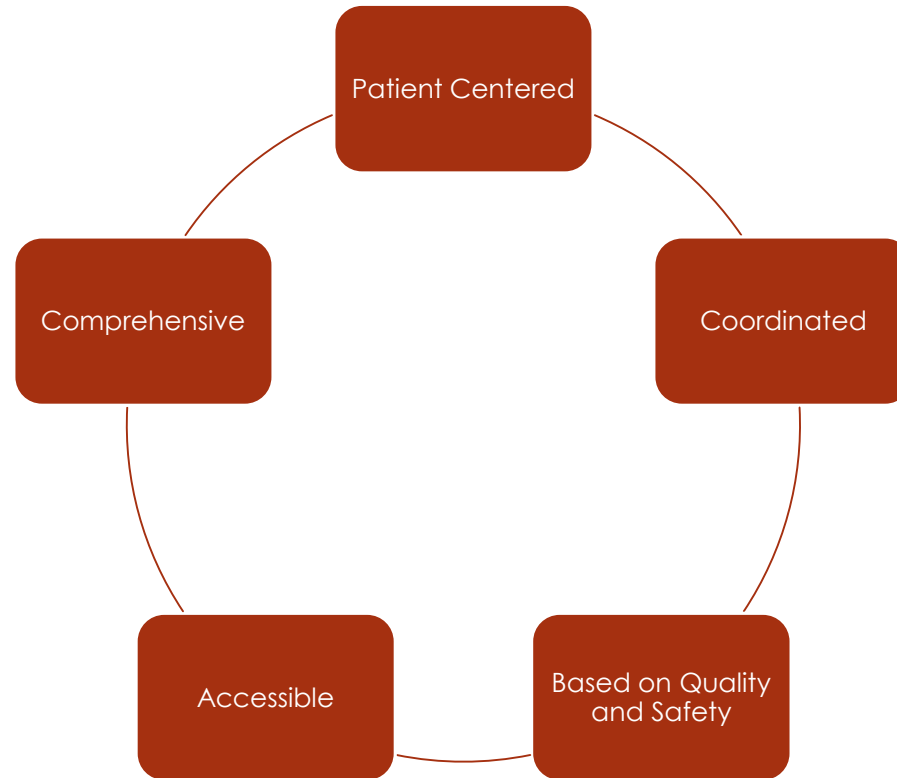 Patient Centered
Comprehensive
Coordinated
Accessible
Based on Quality
and Safety